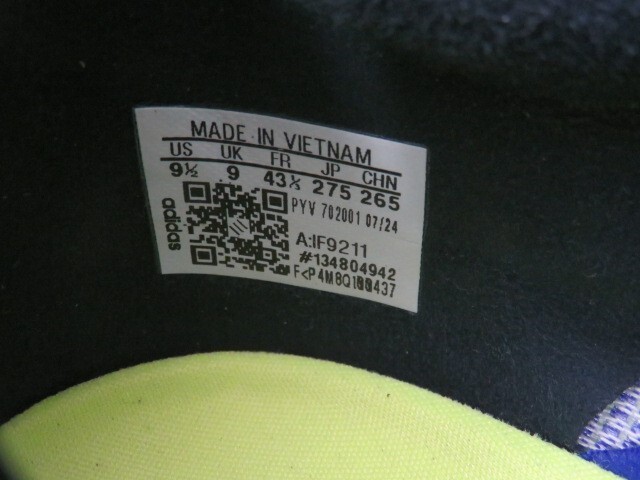 MADE IN VIETNAM
US UK FR JP CHN
9½ 9 43⅓ 275 265
adidas
PYV 702001 07/24
A:IF9211
#134804942